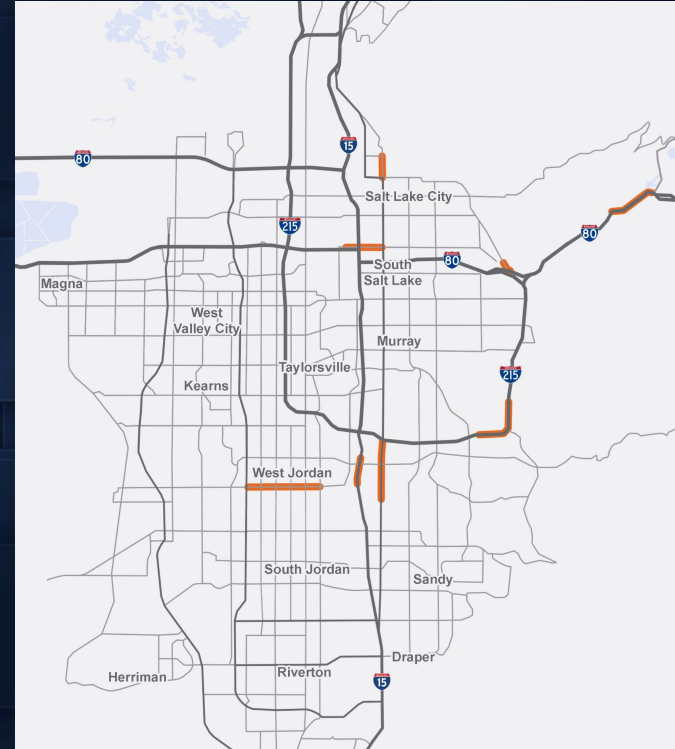 15
80
Salt Lake City
215
80
80
South
Salt Lake
Magna
West
Valley City
Murray
Taylorsville
215
Kearns
West Jordan
South Jordan
Sandy
Draper
Riverton
Herriman
15